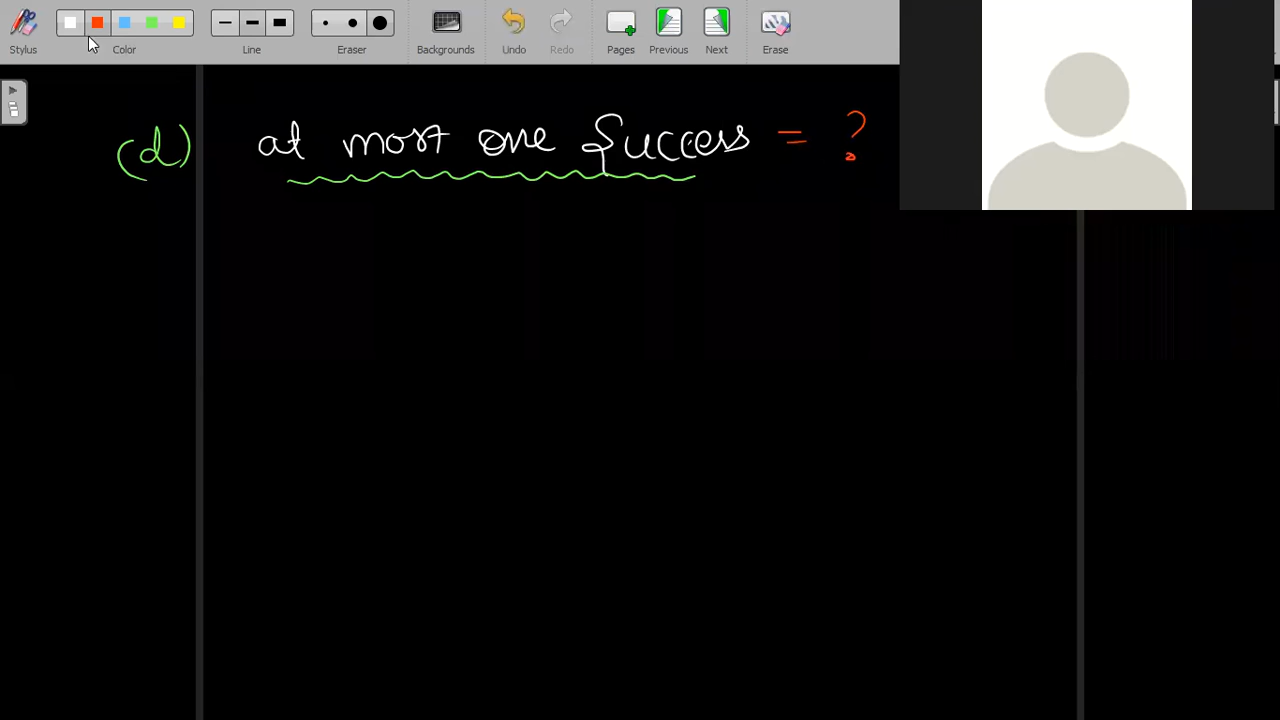 Stylus Color Line Eraser Backgrounds Undo Redo Pages Previous Next Erase
(d) at most one Success = ?